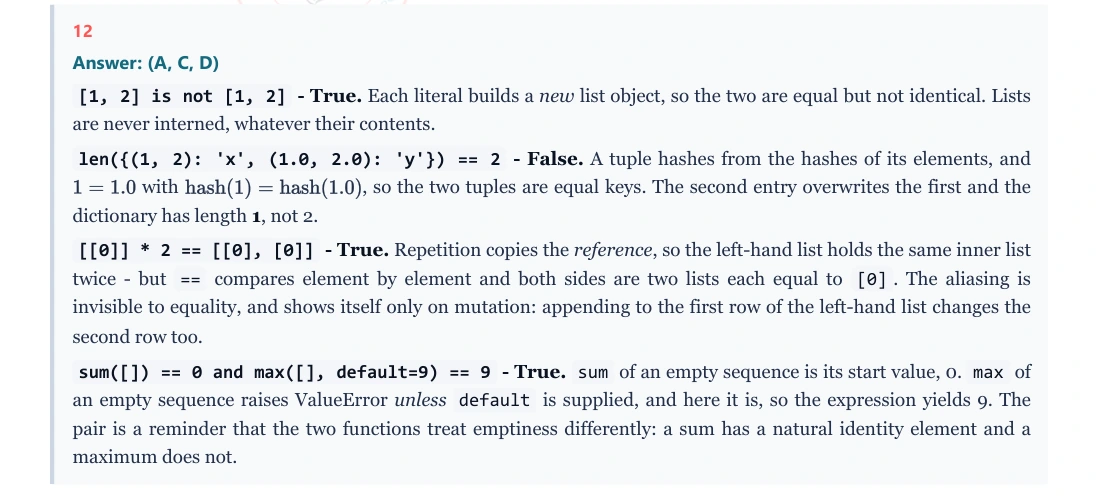 12
Answer: (A, C, D)
[1, 2] is not [1, 2] - True. Each literal builds a new list object, so the two are equal but not identical. Lists
are never interned, whatever their contents.
len({(1, 2): 'x', (1.0, 2.0): 'y'}) == 2 - False. A tuple hashes from the hashes of its elements, and
1 = 1.0 with hash(1) = hash(1.0), so the two tuples are equal keys. The second entry overwrites the first and the
dictionary has length 1, not 2.
[[0]] * 2 == [[0], [0]] - True. Repetition copies the reference, so the left-hand list holds the same inner list
twice - but == compares element by element and both sides are two lists each equal to [0] . The aliasing is
invisible to equality, and shows itself only on mutation: appending to the first row of the left-hand list changes the
second row too.
sum([]) == 0 and max([], default=9) == 9 - True. sum of an empty sequence is its start value, 0. max of
an empty sequence raises ValueError unless default is supplied, and here it is, so the expression yields 9. The
pair is a reminder that the two functions treat emptiness differently: a sum has a natural identity element and a
maximum does not.